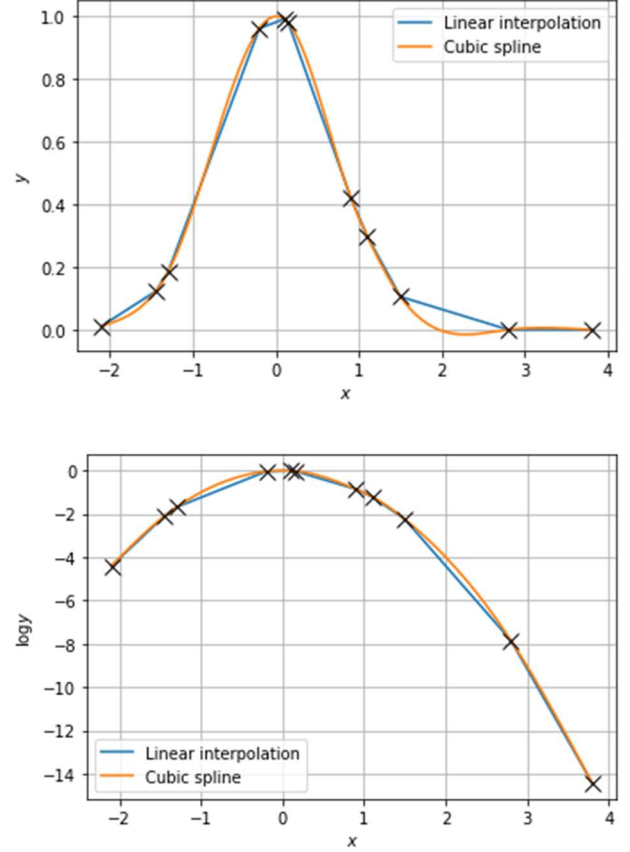 1.0
0.8
0.6
0.4
0.2
0.0
y
Linear interpolation
Cubic spline
−2 −1 0 1 2 3 4
x
0
−2
−4
−6
−8
−10
−12
−14
logy
Linear interpolation
Cubic spline
−2 −1 0 1 2 3 4
x